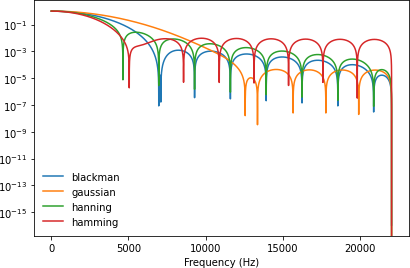 10⁻¹
10⁻³
10⁻⁵
10⁻⁷
10⁻⁹
10⁻¹¹
10⁻¹³
10⁻¹⁵
blackman
gaussian
hanning
hamming
0 5000 10000 15000 20000
Frequency (Hz)